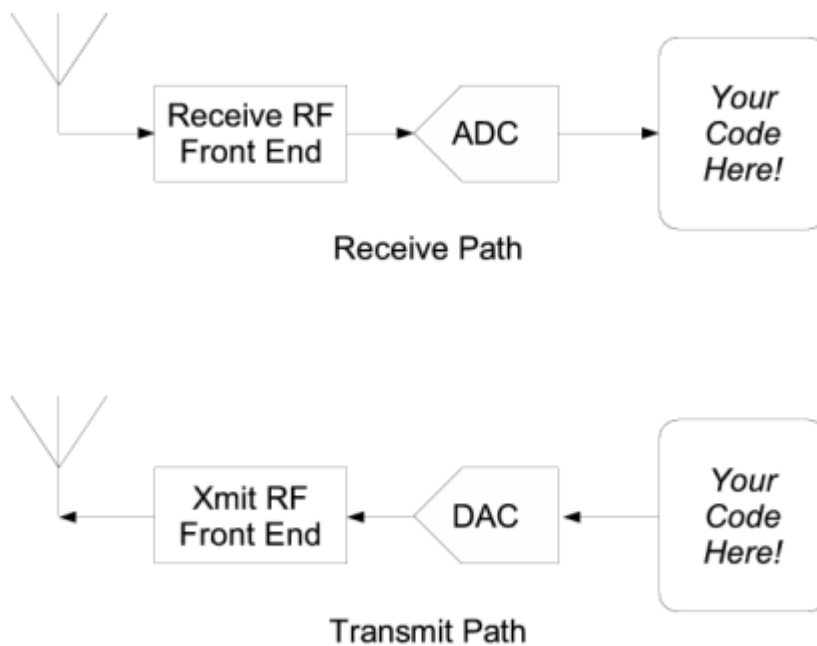 Receive RF
Front End
ADC
Your
Code
Here!
Receive Path
Xmit RF
Front End
DAC
Your
Code
Here!
Transmit Path